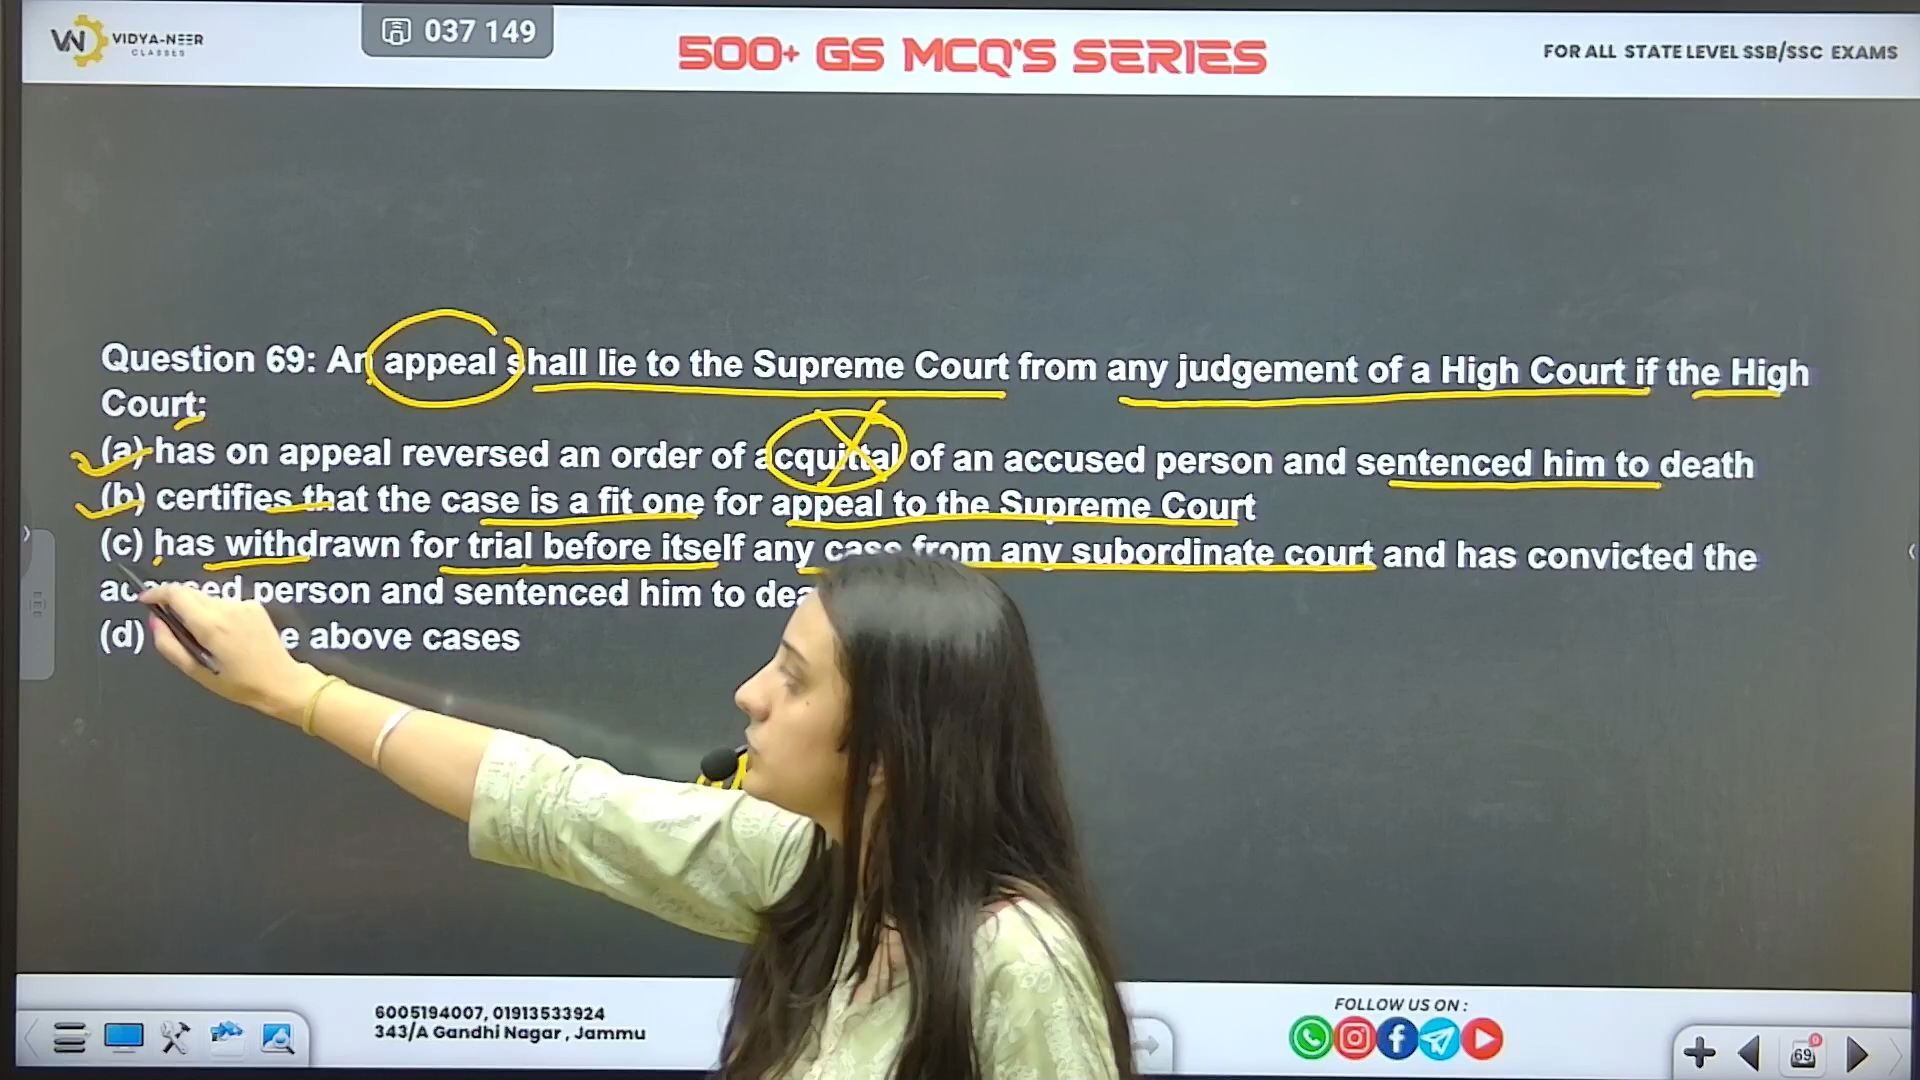 VN VIDYA-NEER
CLASSES
037 149
500+ GS MCQ'S SERIES
FOR ALL STATE LEVEL SSB/SSC EXAMS
Question 69: An appeal shall lie to the Supreme Court from any judgement of a High Court if the High
Court:
(a) has on appeal reversed an order of acquittal of an accused person and sentenced him to death
(b) certifies that the case is a fit one for appeal to the Supreme Court
(c) has withdrawn for trial before itself any case from any subordinate court and has convicted the
accused person and sentenced him to
(d) above cases
6005194007, 01913533924
343/A Gandhi Nagar, Jammu
FOLLOW US ON :
69